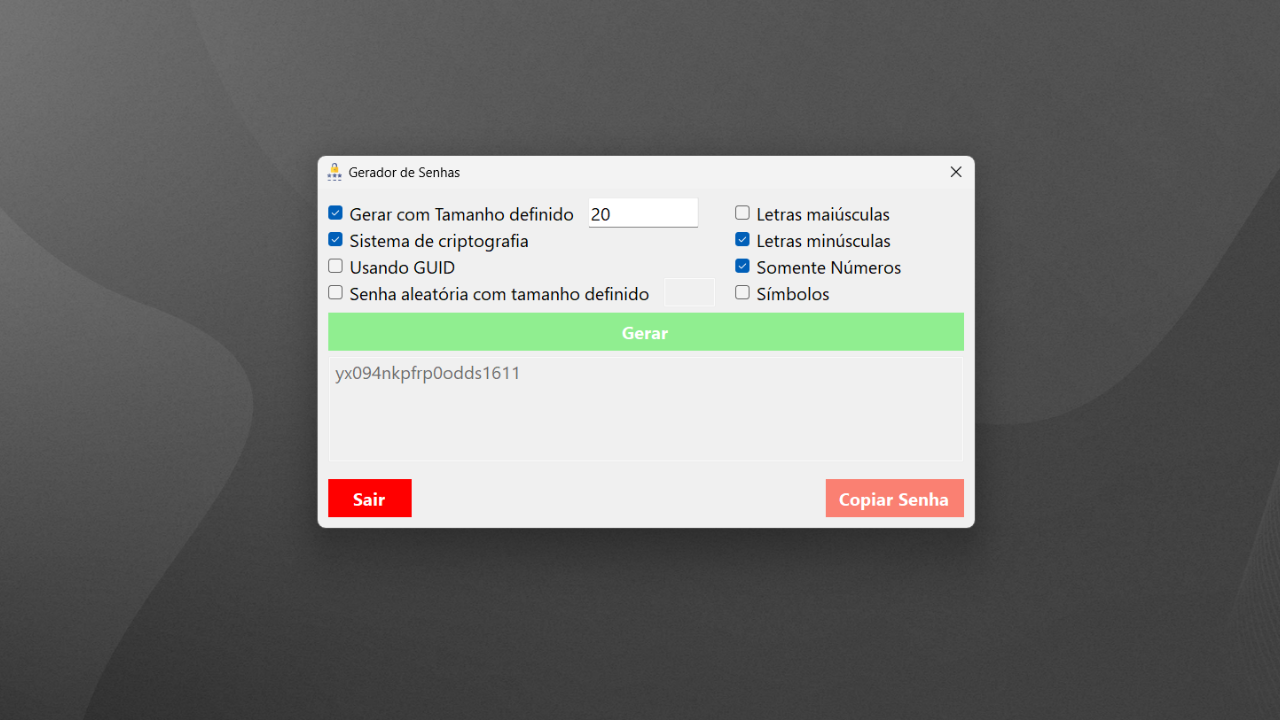 Gerador de Senhas
Gerar com Tamanho definido 20
Letras maiúsculas
Sistema de criptografia
Letras minúsculas
Usando GUID
Somente Números
Senha aleatória com tamanho definido
Símbolos
Gerar
yx094nkpfrp0odds1611
Sair
Copiar Senha